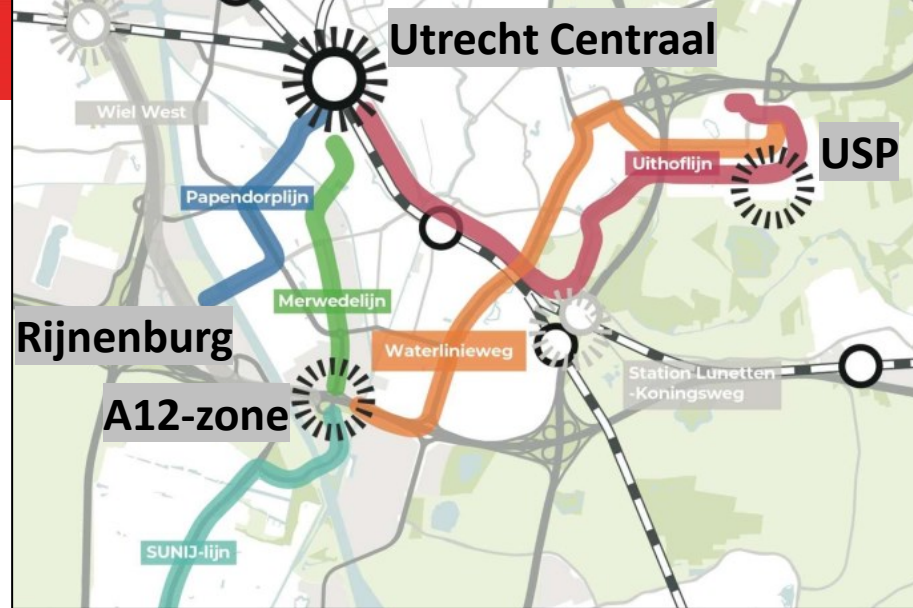 Utrecht Centraal
Wiel West
USP
Uithoflijn
Papendorplijn
Merwedelijn
Rijnenburg
Waterlinieweg
Station Lunetten
-Koningsweg
A12-zone
SUNIJ-lijn